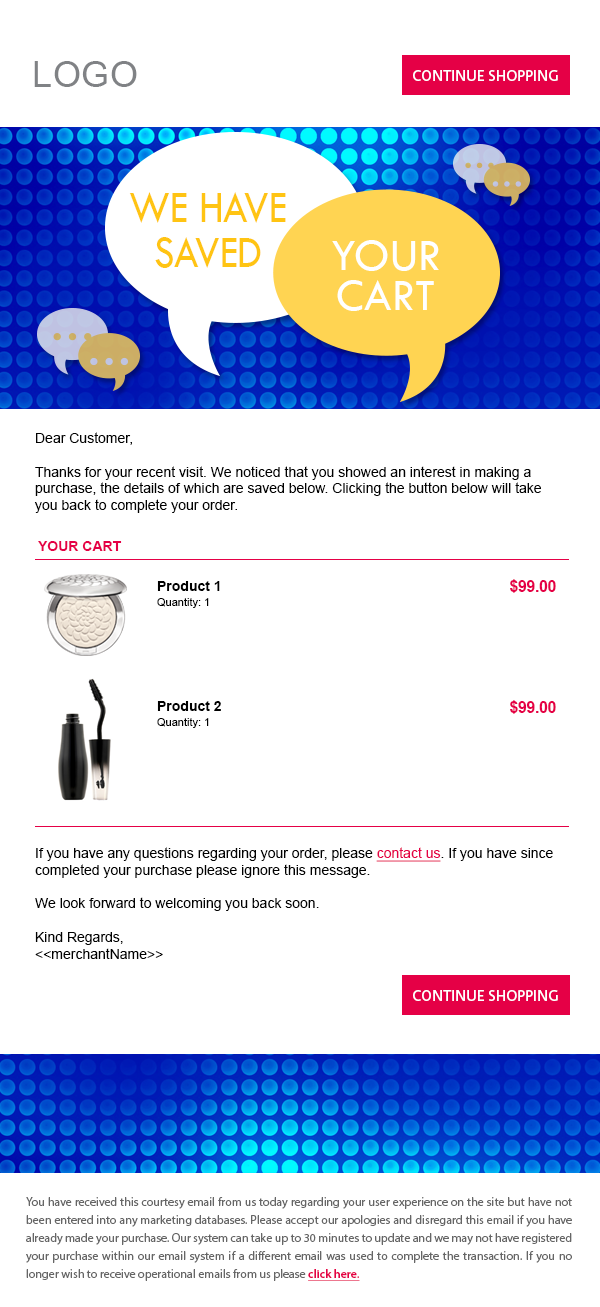 LOGO
CONTINUE SHOPPING
WE HAVE
SAVED
YOUR
CART
Dear Customer,
Thanks for your recent visit. We noticed that you showed an interest in making a
purchase, the details of which are saved below. Clicking the button below will take
you back to complete your order.
YOUR CART
Product 1
$99.00
Quantity: 1
Product 2
$99.00
Quantity: 1
If you have any questions regarding your order, please contact us. If you have since
completed your purchase please ignore this message.
We look forward to welcoming you back soon.
Kind Regards,
<<merchantName>>
CONTINUE SHOPPING
You have received this courtesy email from us today regarding your user experience on the site but have not
been entered into any marketing databases. Please accept our apologies and disregard this email if you have
already made your purchase. Our system can take up to 30 minutes to update and we may not have registered
your purchase within our email system if a different email was used to complete the transaction. If you no
longer wish to receive operational emails from us please click here.